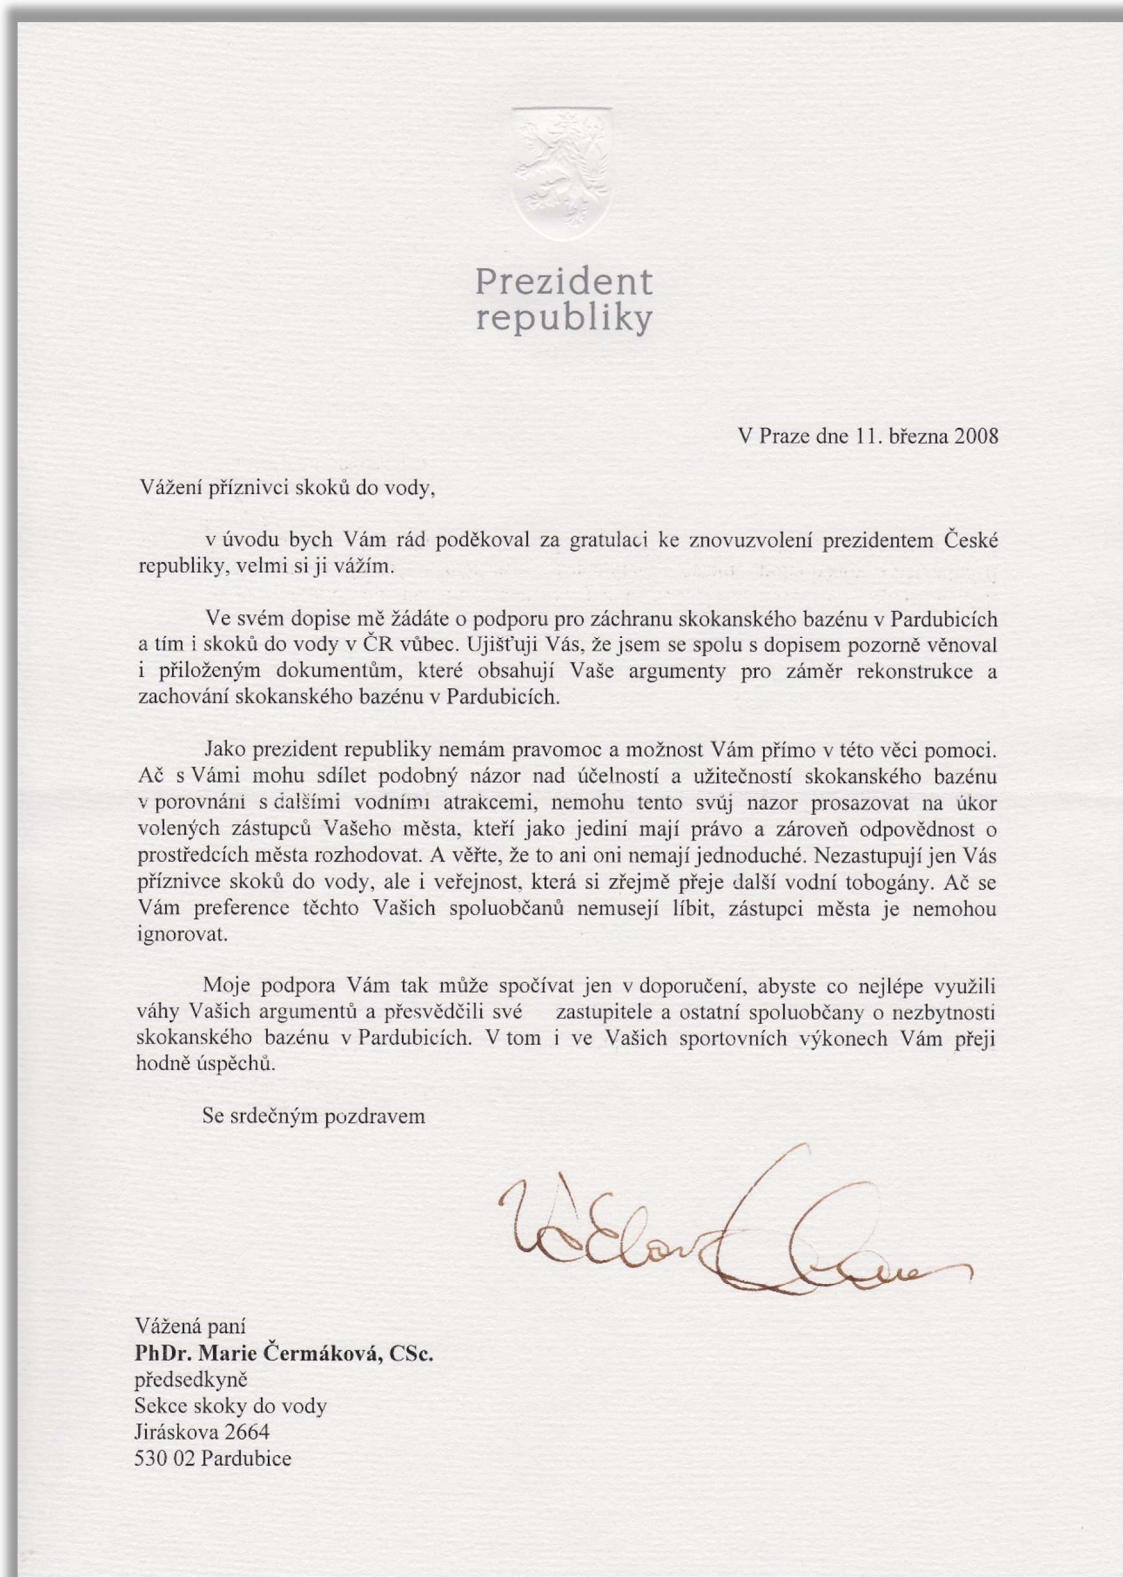 Prezident
republiky
V Praze dne 11. března 2008
Vážení příznivci skoků do vody,
v úvodu bych Vám rád poděkoval za gratulaci ke znovuzvolení prezidentem České
republiky, velmi si ji vážím.
Ve svém dopise mě žádáte o podporu pro záchranu skokanského bazénu v Pardubicích
a tím i skoků do vody v ČR vůbec. Ujišťuji Vás, že jsem se spolu s dopisem pozorně věnoval
i přiloženým dokumentům, které obsahují Vaše argumenty pro záměr rekonstrukce a
zachování skokanského bazénu v Pardubicích.
Jako prezident republiky nemám pravomoc a možnost Vám přímo v této věci pomoci.
Ač s Vámi mohu sdílet podobný názor nad účelností a užitečností skokanského bazénu
v porovnání s dalšími vodními atrakcemi, nemohu tento svůj nazor prosazovat na úkor
volených zástupců Vašeho města, kteří jako jediní mají právo a zároveň odpovědnost o
prostředcích města rozhodovat. A věřte, že to ani oni nemají jednoduché. Nezastupují jen Vás
příznivce skoků do vody, ale i veřejnost, která si zřejmě přeje další vodní tobogány. Ač se
Vám preference těchto Vašich spoluobčanů nemusejí líbit, zástupci města je nemohou
ignorovat.
Moje podpora Vám tak může spočívat jen v doporučení, abyste co nejlépe využili
váhy Vašich argumentů a přesvědčili své zastupitele a ostatní spoluobčany o nezbytnosti
skokanského bazénu v Pardubicích. V tom i ve Vašich sportovních výkonech Vám přeji
hodně úspěchů.
Se srdečným pozdravem
Václav Klaus
Vážená paní
PhDr. Marie Čermáková, CSc.
předsedkyně
Sekce skoky do vody
Jiráskova 2664
530 02 Pardubice